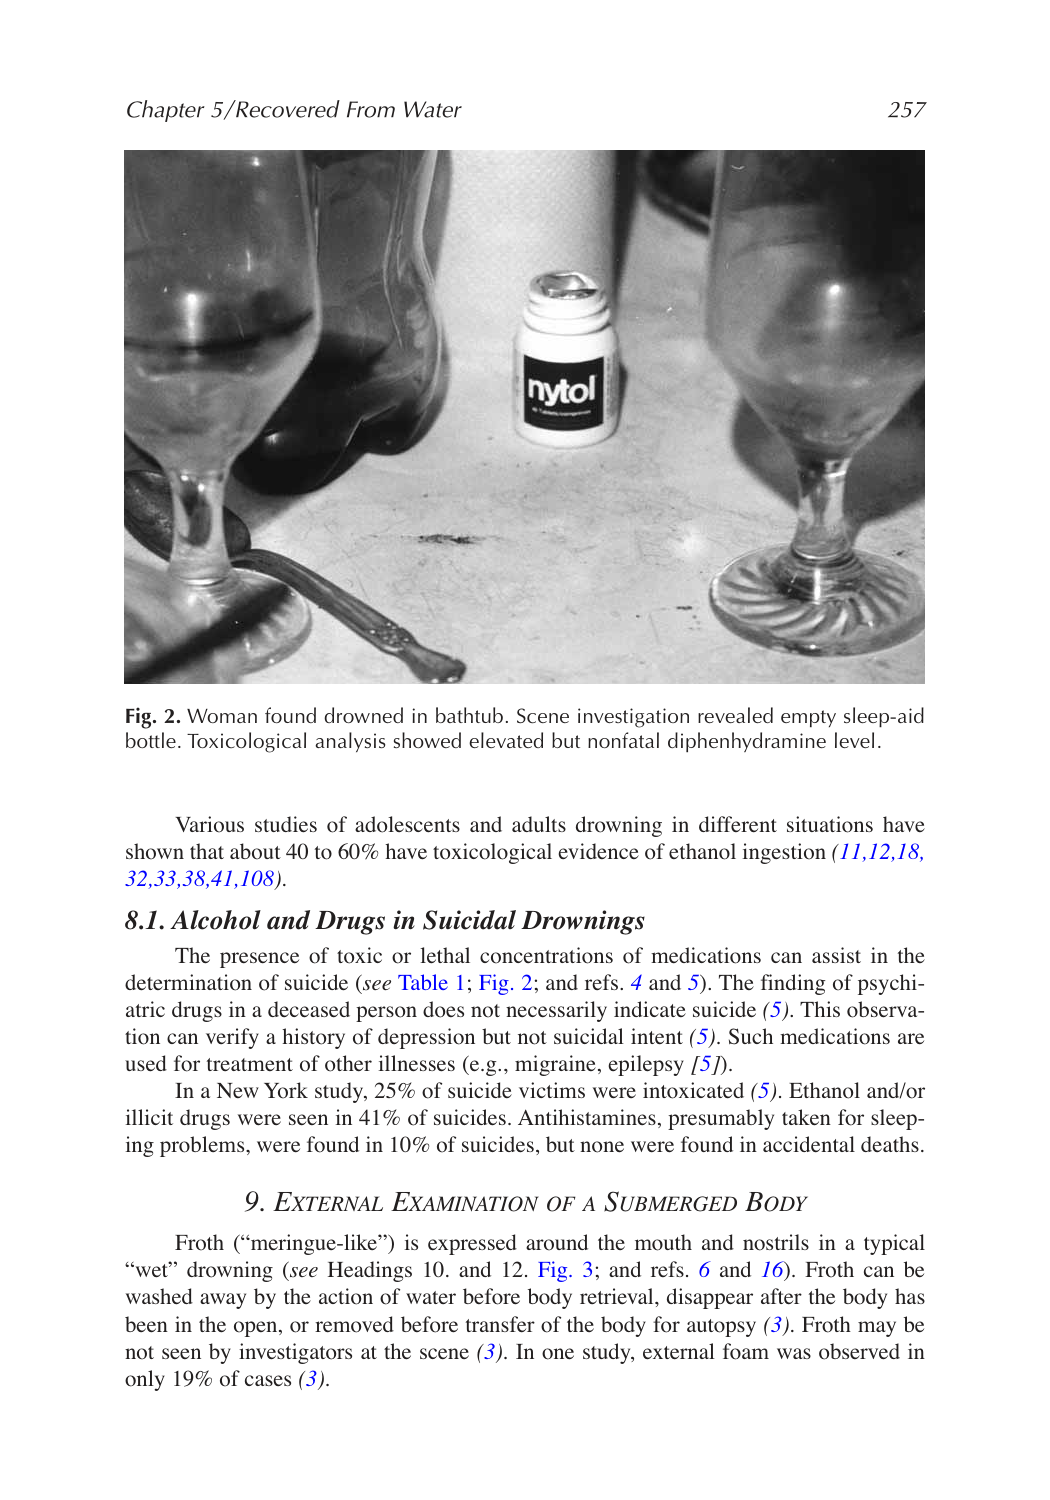 Chapter 5/Recovered From Water 257
nytol
Fig. 2. Woman found drowned in bathtub. Scene investigation revealed empty sleep-aid
bottle. Toxicological analysis showed elevated but nonfatal diphenhydramine level.
Various studies of adolescents and adults drowning in different situations have
shown that about 40 to 60% have toxicological evidence of ethanol ingestion (11,12,18,
32,33,38,41,108).
8.1. Alcohol and Drugs in Suicidal Drownings
The presence of toxic or lethal concentrations of medications can assist in the
determination of suicide (see Table 1; Fig. 2; and refs. 4 and 5). The finding of psychi-
atric drugs in a deceased person does not necessarily indicate suicide (5). This observa-
tion can verify a history of depression but not suicidal intent (5). Such medications are
used for treatment of other illnesses (e.g., migraine, epilepsy [5]).
In a New York study, 25% of suicide victims were intoxicated (5). Ethanol and/or
illicit drugs were seen in 41% of suicides. Antihistamines, presumably taken for sleep-
ing problems, were found in 10% of suicides, but none were found in accidental deaths.
9. EXTERNAL EXAMINATION OF A SUBMERGED BODY
Froth (“meringue-like”) is expressed around the mouth and nostrils in a typical
“wet” drowning (see Headings 10. and 12. Fig. 3; and refs. 6 and 16). Froth can be
washed away by the action of water before body retrieval, disappear after the body has
been in the open, or removed before transfer of the body for autopsy (3). Froth may be
not seen by investigators at the scene (3). In one study, external foam was observed in
only 19% of cases (3).